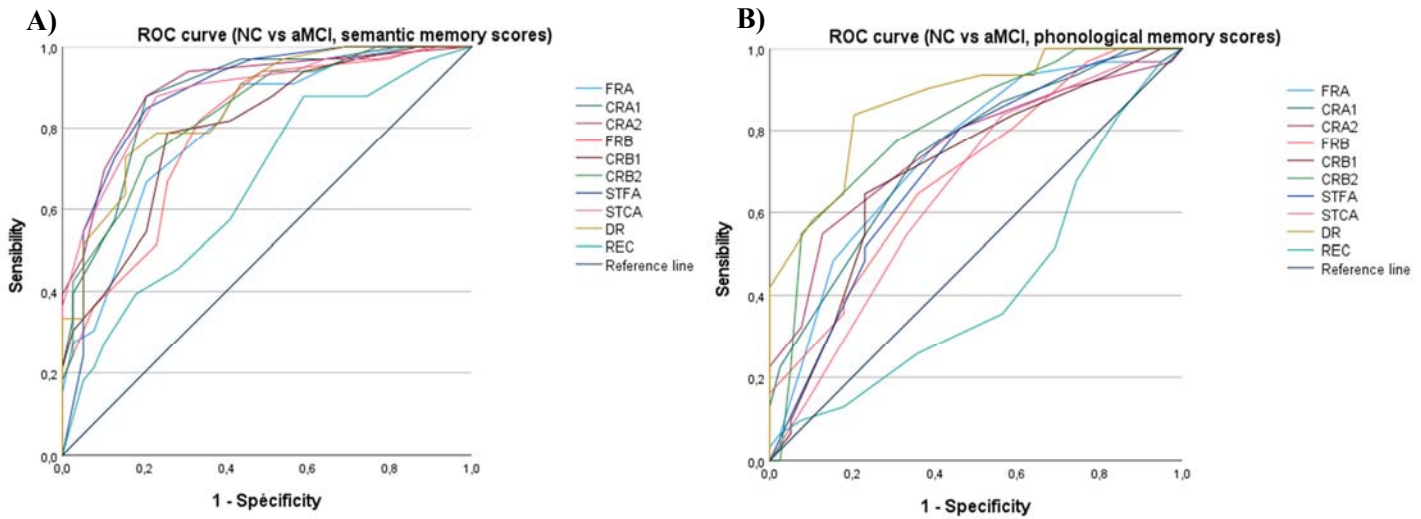 A)
ROC curve (NC vs aMCI, semantic memory scores)
1,0
0,8
0,6
0,4
0,2
0,0
Sensibility
0,0 0,2 0,4 0,6 0,8 1,0
1 - Specificity
FRA
CRA1
CRA2
FRB
CRB1
CRB2
STFA
STCA
DR
REC
Reference line
B)
ROC curve (NC vs aMCI, phonological memory scores)
1,0
0,8
0,6
0,4
0,2
0,0
Sensibility
0,0 0,2 0,4 0,6 0,8 1,0
1 - Specificity
FRA
CRA1
CRA2
FRB
CRB1
CRB2
STFA
STCA
DR
REC
Reference line